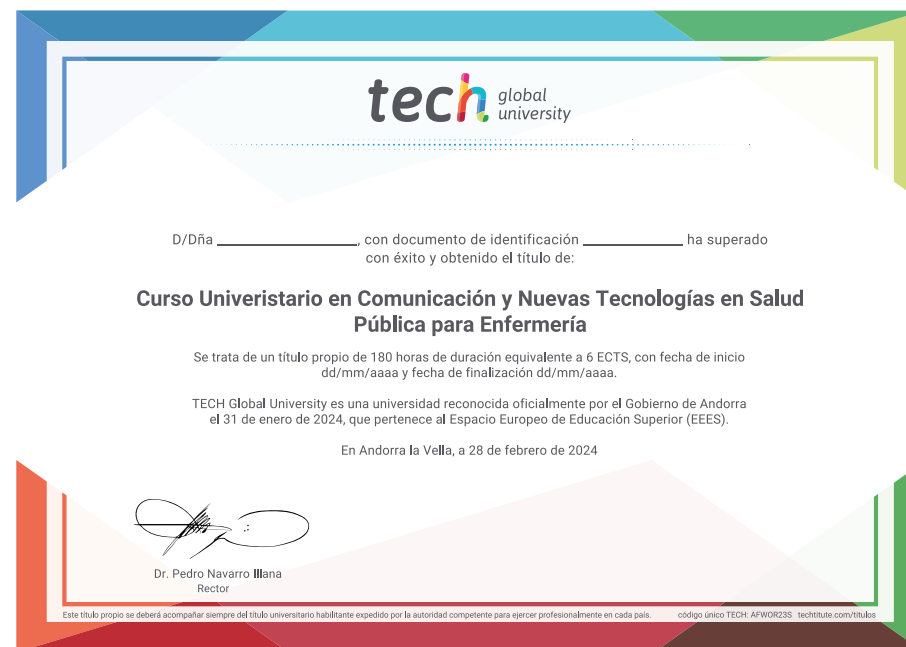 tech global
university
D/Dña ____________________, con documento de identificación ______________ ha superado
con éxito y obtenido el título de:
Curso Univeristario en Comunicación y Nuevas Tecnologías en Salud
Pública para Enfermería
Se trata de un título propio de 180 horas de duración equivalente a 6 ECTS, con fecha de inicio
dd/mm/aaaa y fecha de finalización dd/mm/aaaa.
TECH Global University es una universidad reconocida oficialmente por el Gobierno de Andorra
el 31 de enero de 2024, que pertenece al Espacio Europeo de Educación Superior (EEES).
En Andorra la Vella, a 28 de febrero de 2024
Dr. Pedro Navarro Illana
Rector
Este título propio se deberá acompañar siempre del título universitario habilitante expedido por la autoridad competente para ejercer profesionalmente en cada país. código único TECH: AFWOR23S techtitute.com/titulos